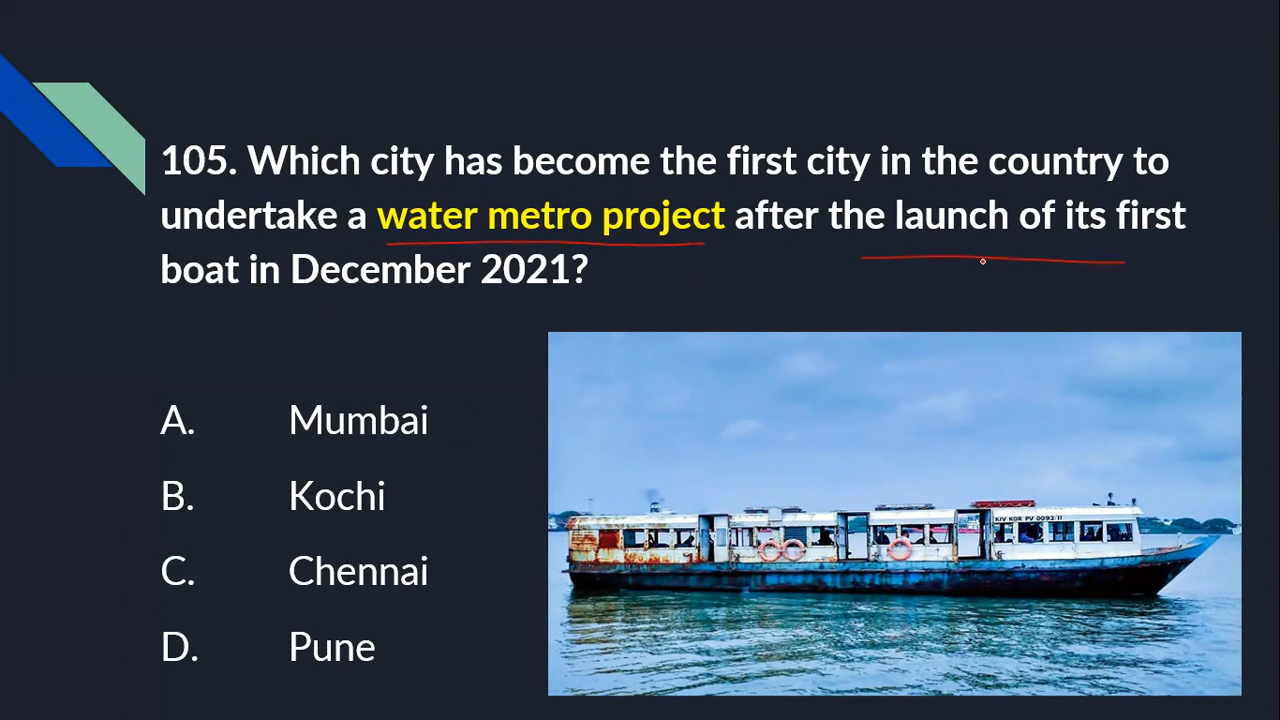 105. Which city has become the first city in the country to
undertake a water metro project after the launch of its first
boat in December 2021?
A. Mumbai
B. Kochi
C. Chennai
D. Pune